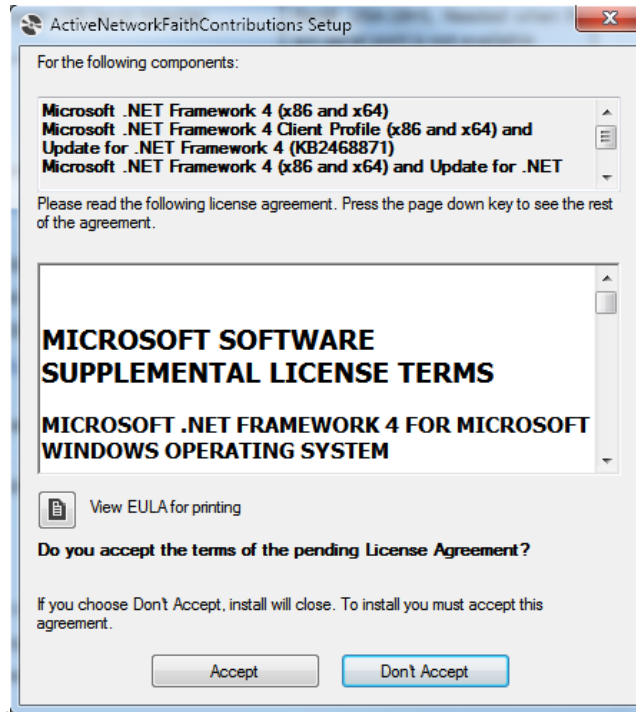 ActiveNetworkFaithContributions Setup
For the following components:
Microsoft .NET Framework 4 (x86 and x64)
Microsoft .NET Framework 4 Client Profile (x86 and x64) and
Update for .NET Framework 4 (KB2468871)
Microsoft .NET Framework 4 (x86 and x64) and Update for .NET
Please read the following license agreement. Press the page down key to see the rest
of the agreement.
MICROSOFT SOFTWARE
SUPPLEMENTAL LICENSE TERMS
MICROSOFT .NET FRAMEWORK 4 FOR MICROSOFT
WINDOWS OPERATING SYSTEM
View EULA for printing
Do you accept the terms of the pending License Agreement?
If you choose Don't Accept, install will close. To install you must accept this
agreement.
Accept
Don't Accept